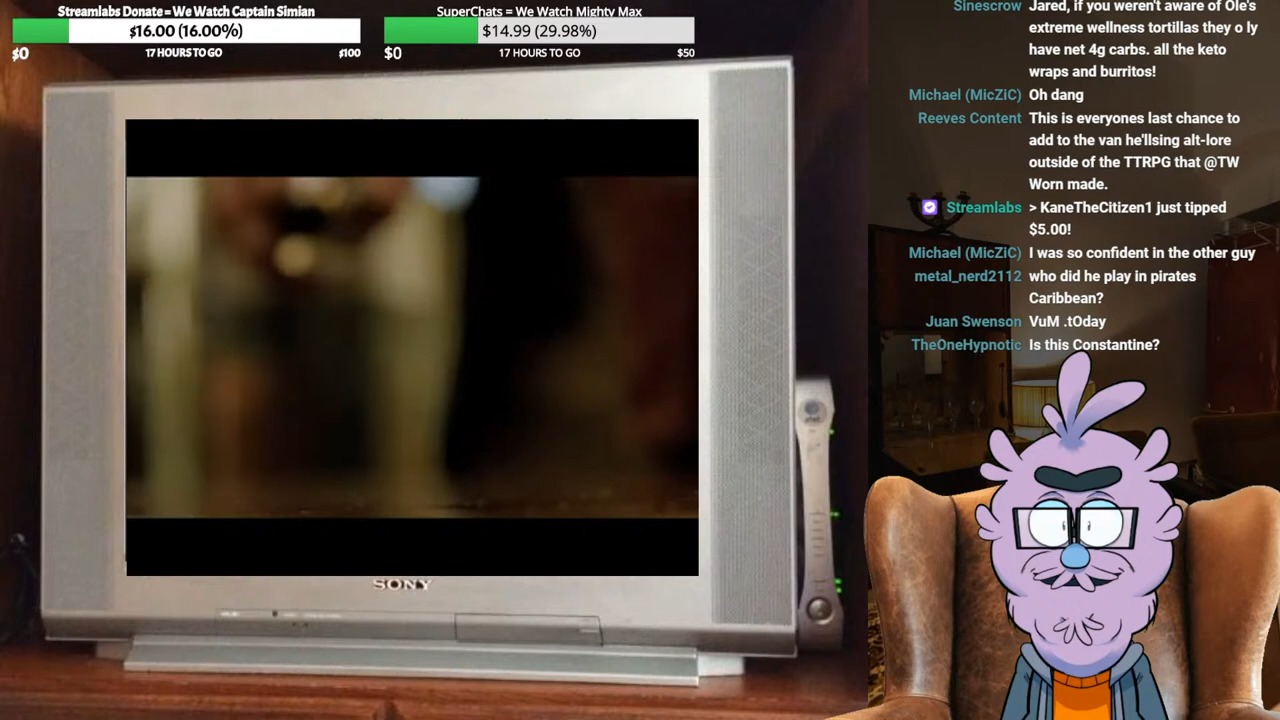 Streamlabs Donate = We Watch Captain Simian
$16.00 (16.00%)
$0
17 HOURS TO GO
$100
SuperChats = We Watch Mighty Max
$14.99 (29.98%)
$0
17 HOURS TO GO
$50
SONY
Sinescrow Jared, if you weren't aware of Ole's
extreme wellness tortillas they o ly
have net 4g carbs. all the keto
wraps and burritos!
Michael (MicZiC) Oh dang
Reeves Content This is everyones last chance to
add to the van he'llsing alt-lore
outside of the TTRPG that @TW
Worn made.
Streamlabs > KaneTheCitizen1 just tipped
$5.00!
Michael (MicZiC) I was so confident in the other guy
metal_nerd2112 who did he play in pirates
Caribbean?
Juan Swenson VuM .tOday
TheOneHypnotic Is this Constantine?